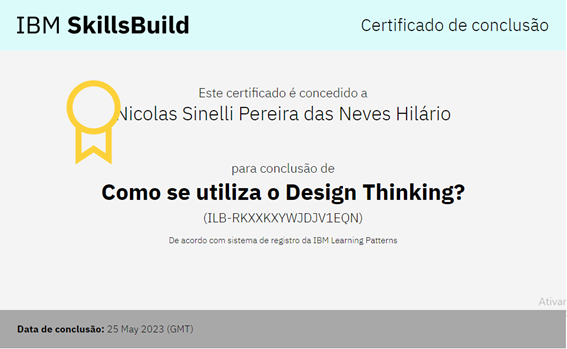 IBM SkillsBuild
Certificado de conclusão
Este certificado é concedido a
Nicolas Sinelli Pereira das Neves Hilário
para conclusão de
Como se utiliza o Design Thinking?
(ILB-RKXXKXYWJDJV1EQN)
De acordo com sistema de registro da IBM Learning Patterns
Ativar
Data de conclusão: 25 May 2023 (GMT)